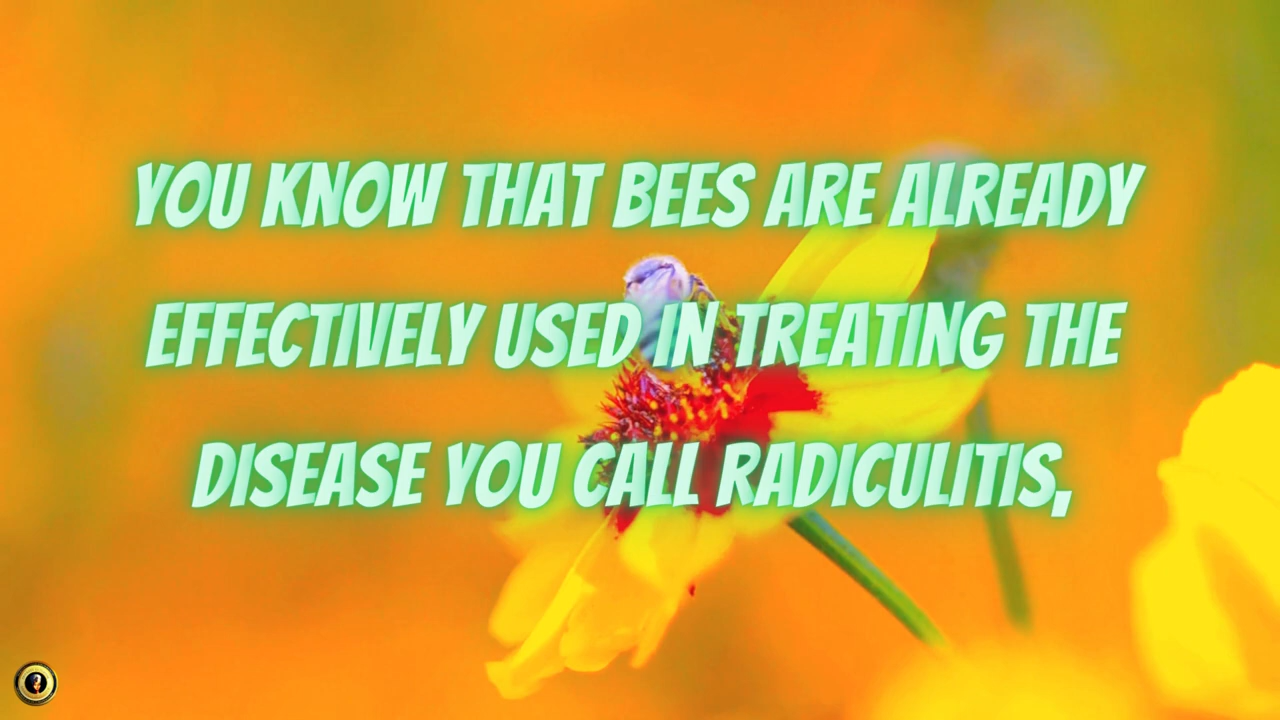 YOU KNOW THAT BEES ARE ALREADY
EFFECTIVELY USED IN TREATING THE
DISEASE YOU CALL RADICULITIS,